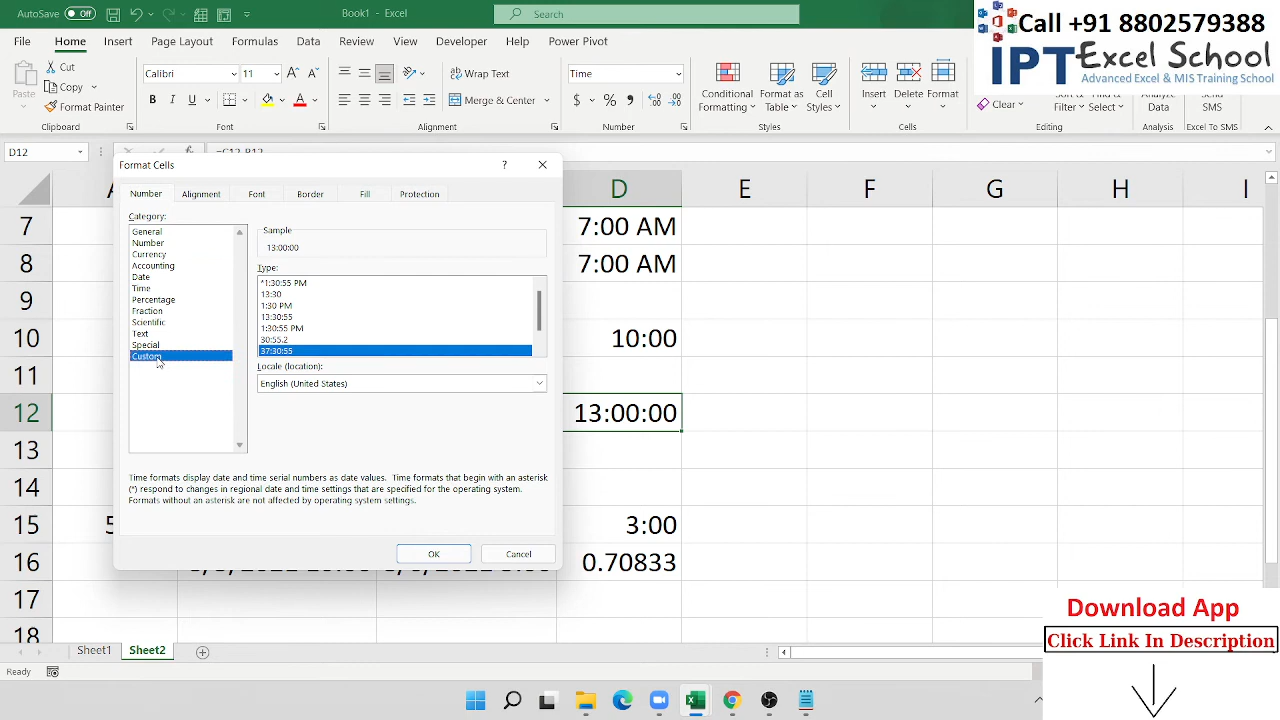 AutoSave Off
Book1 - Excel
Search
Call +91 8802579388
IPT Excel School
Advanced Excel & MIS Training School
File Home Insert Page Layout Formulas Data Review View Developer Help Power Pivot
Paste
Cut
Copy
Format Painter
Calibri 11
B I U
Wrap Text
Merge & Center
Time
$ % ,
Conditional Formatting
Format as Table
Cell Styles
Insert Delete Format
Clear
Filter Select
Data
Send SMS
Clipboard Font Alignment Number Styles Cells Editing Analysis Excel To SMS
D12
Format Cells
? ×
Number Alignment Font Border Fill Protection
Category:
General
Number
Currency
Accounting
Date
Time
Percentage
Fraction
Scientific
Text
Special
Custom
Sample
13:00:00
Type:
*1:30:55 PM
13:30
1:30 PM
13:30:55
1:30:55 PM
30:55.2
37:30:55
Locale (location):
English (United States)
Time formats display date and time serial numbers as date values. Time formats that begin with an asterisk
(*) respond to changes in regional date and time settings that are specified for the operating system.
Formats without an asterisk are not affected by operating system settings.
OK Cancel
D E F G H I
7 7:00 AM
8 7:00 AM
9
10 10:00
11
12 13:00:00
13
14
15 3:00
16 0.70833
17
18
Sheet1 Sheet2
Ready
Download App
Click Link In Description